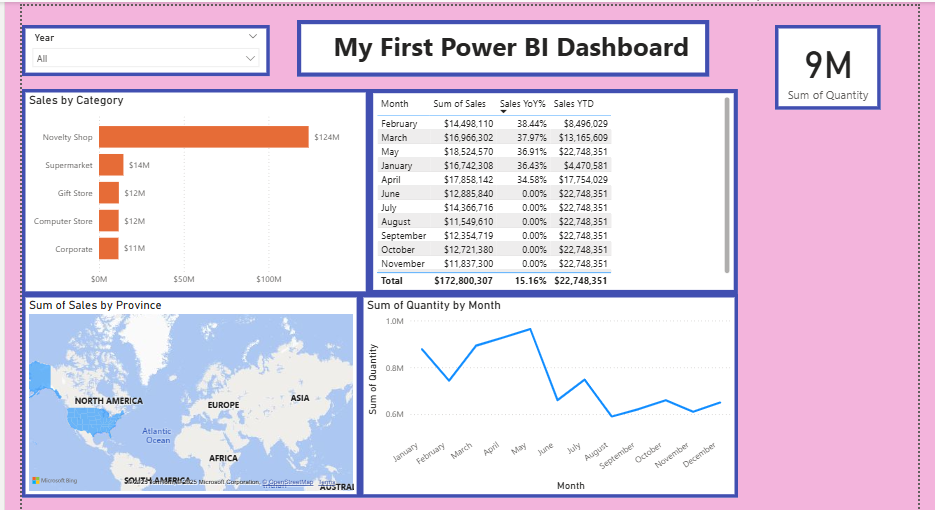 Year
All
My First Power BI Dashboard
9M
Sum of Quantity
Sales by Category
Novelty Shop $124M
Supermarket $14M
Gift Store $12M
Computer Store $12M
Corporate $11M
$0M $50M $100M
Month Sum of Sales Sales YoY% Sales YTD
February $14,498,110 38.44% $8,496,029
March $16,966,302 37.97% $13,165,609
May $18,524,570 36.91% $22,748,351
January $16,742,308 36.43% $4,470,581
April $17,858,142 34.58% $17,754,029
June $12,885,840 0.00% $22,748,351
July $14,366,716 0.00% $22,748,351
August $11,549,610 0.00% $22,748,351
September $12,354,719 0.00% $22,748,351
October $12,721,380 0.00% $22,748,351
November $11,837,300 0.00% $22,748,351
Total $172,800,307 15.16% $22,748,351
Sum of Sales by Province
NORTH AMERICA
EUROPE
ASIA
Atlantic
Ocean
AFRICA
SOUTH AMERICA
AUSTRAL
Microsoft Bing
2025 Microsoft Corporation, © OpenStreetMap Terms
Sum of Quantity by Month
Sum of Quantity
1.0M
0.8M
0.6M
January February March April May June July August September October November December
Month